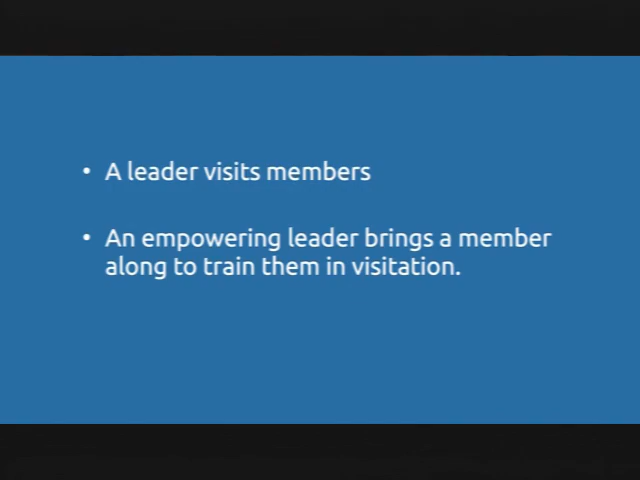 • A leader visits members
• An empowering leader brings a member
along to train them in visitation.